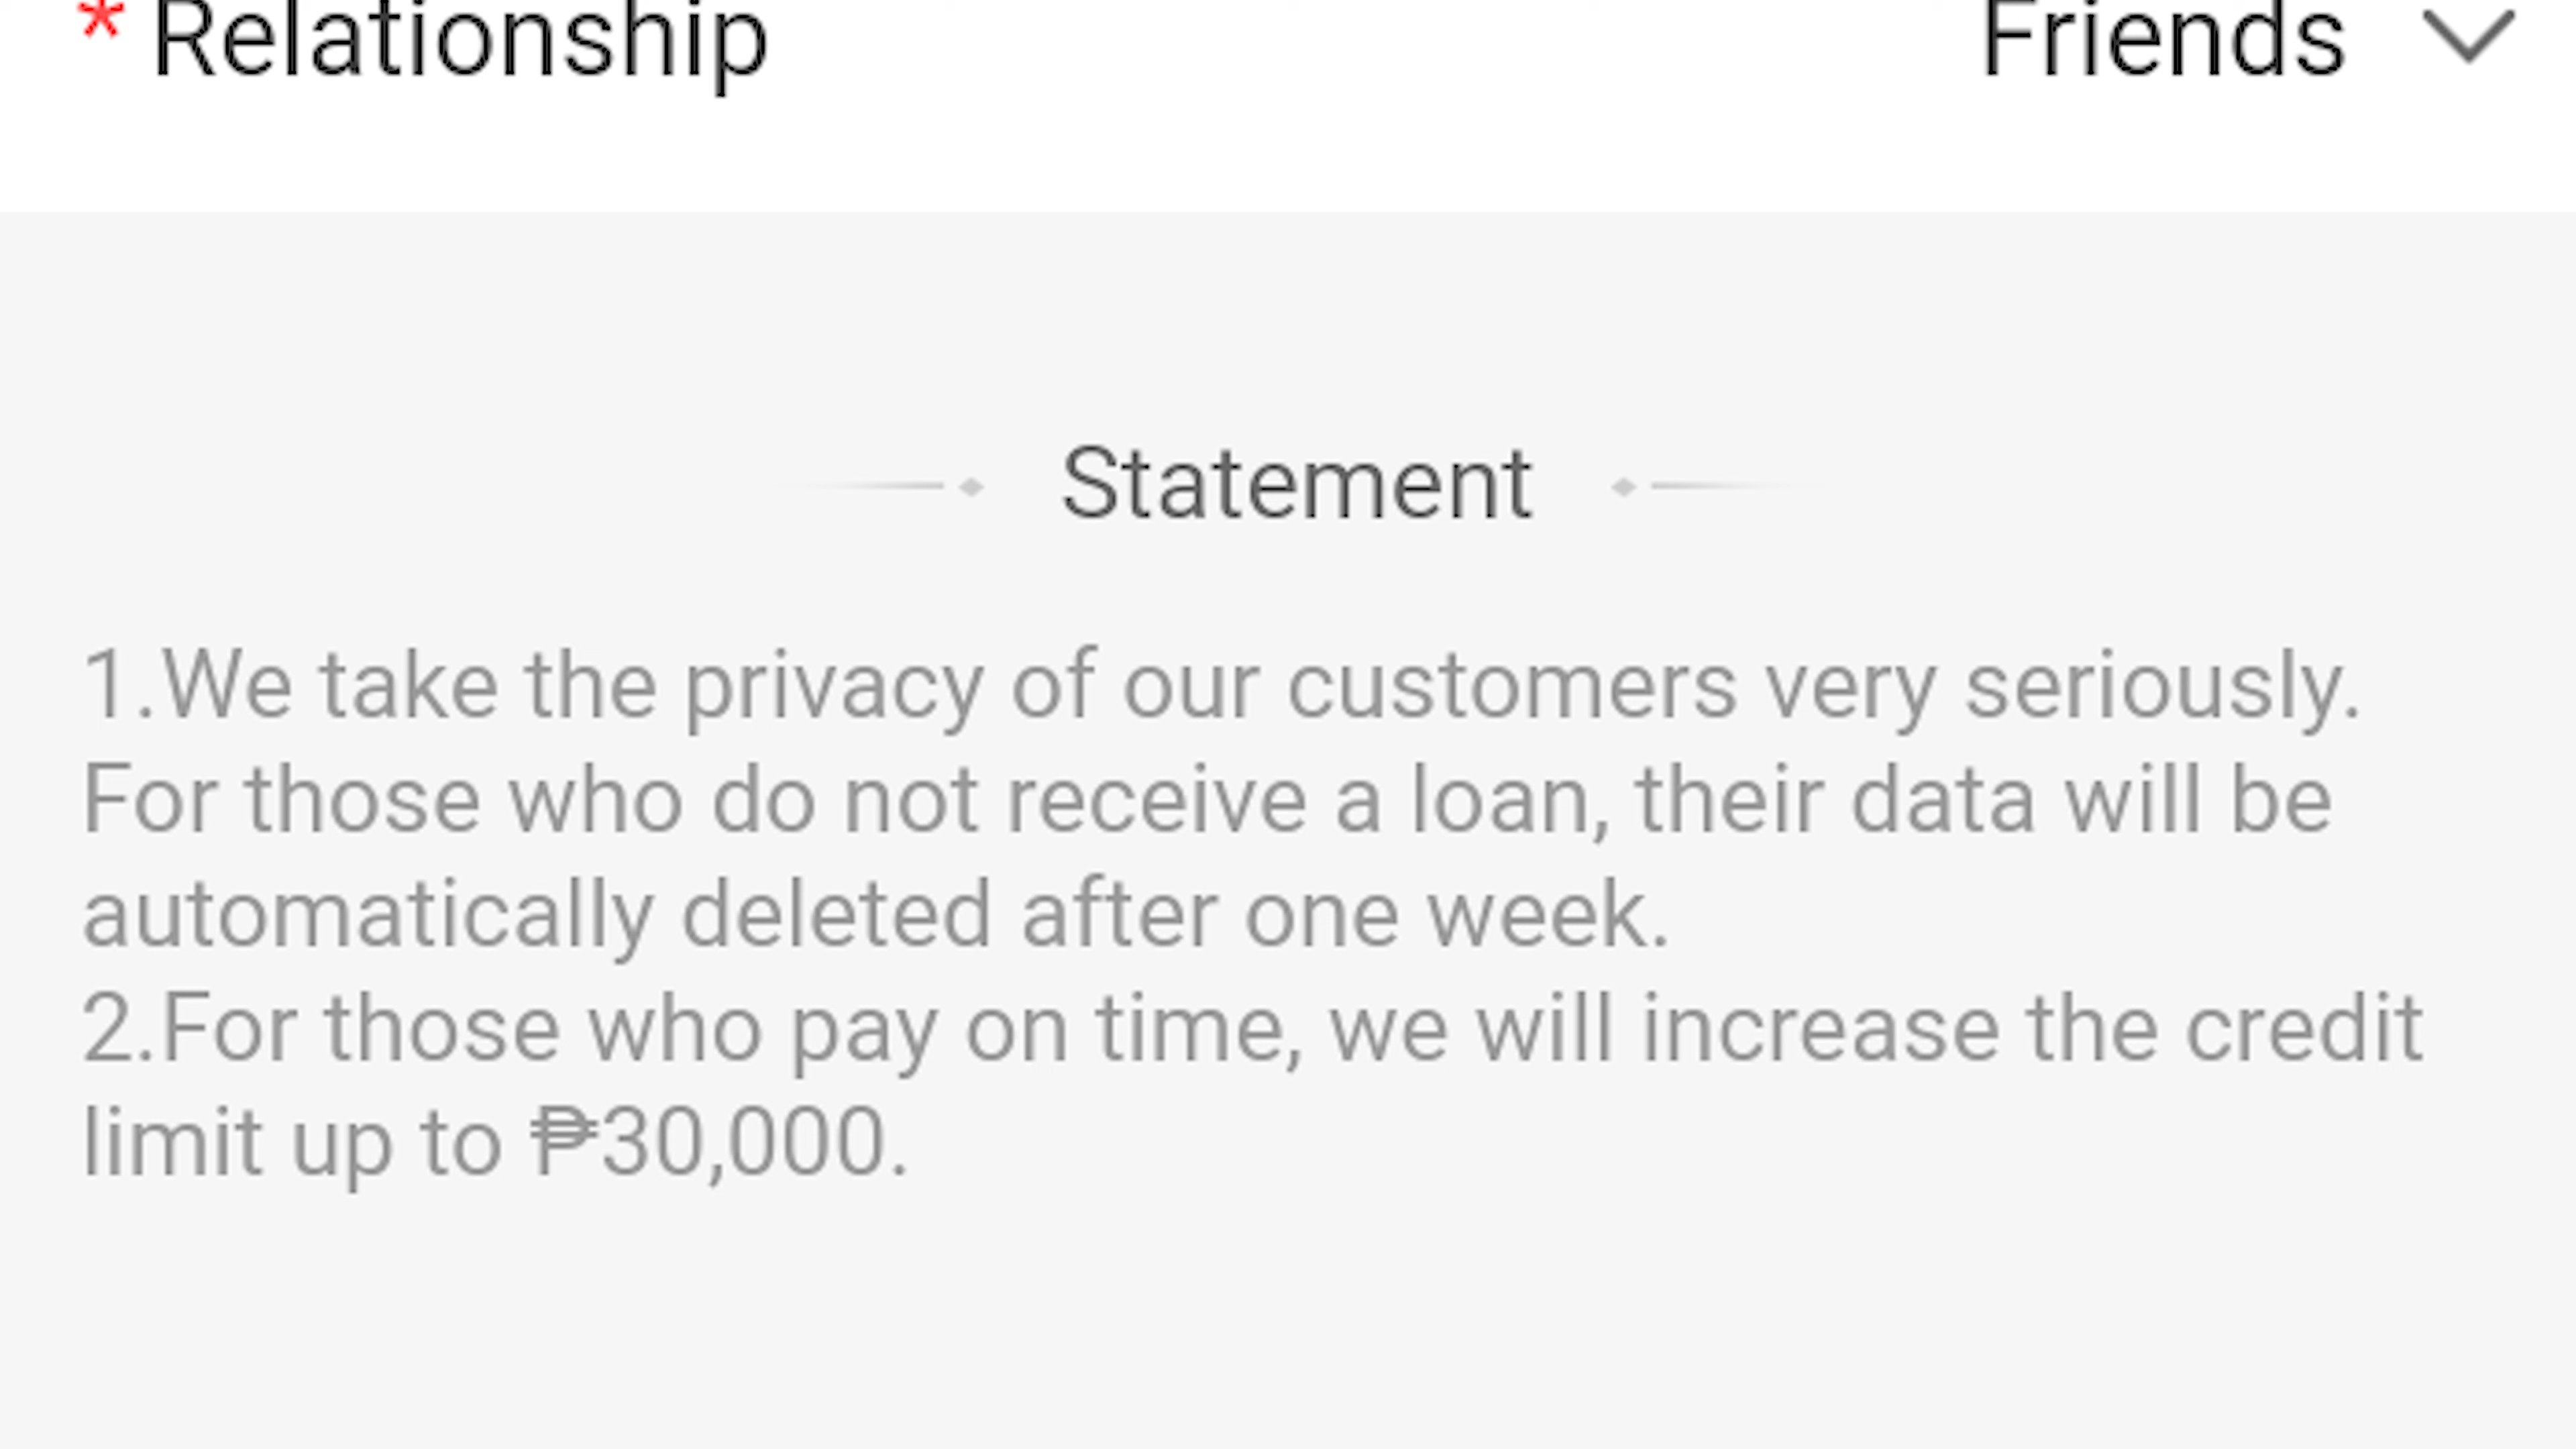 * Relationship Friends
Statement
1.We take the privacy of our customers very seriously.
For those who do not receive a loan, their data will be
automatically deleted after one week.
2.For those who pay on time, we will increase the credit
limit up to ₱30,000.